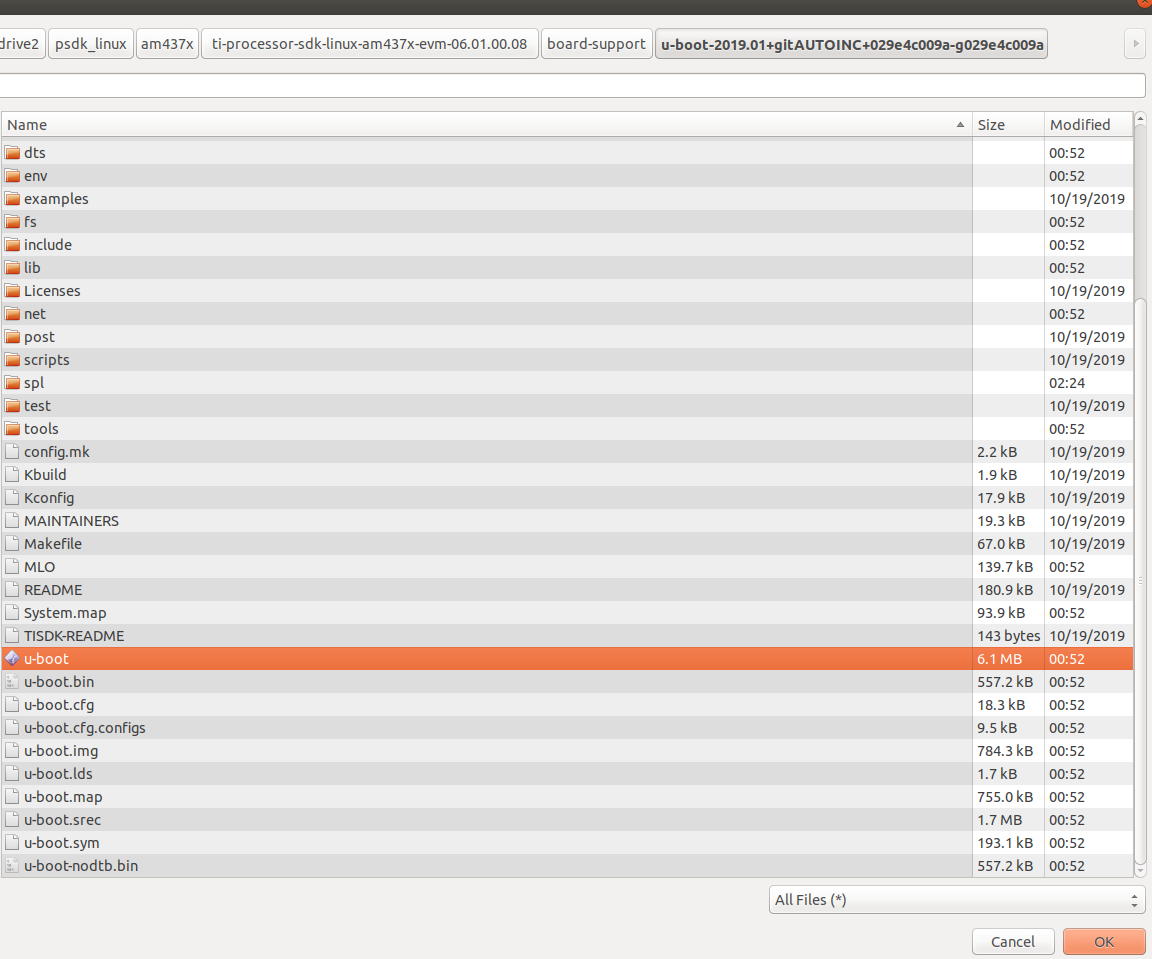 drive2 psdk_linux am437x ti-processor-sdk-linux-am437x-evm-06.01.00.08 board-support u-boot-2019.01+gitAUTOINC+029e4c009a-g029e4c009a
Name Size Modified
dts 00:52
env 00:52
examples 10/19/2019
fs 00:52
include 00:52
lib 00:52
Licenses 10/19/2019
net 00:52
post 10/19/2019
scripts 10/19/2019
spl 02:24
test 10/19/2019
tools 00:52
config.mk 2.2 kB 10/19/2019
Kbuild 1.9 kB 10/19/2019
Kconfig 17.9 kB 10/19/2019
MAINTAINERS 19.3 kB 10/19/2019
Makefile 67.0 kB 10/19/2019
MLO 139.7 kB 00:52
README 180.9 kB 10/19/2019
System.map 93.9 kB 00:52
TISDK-README 143 bytes 10/19/2019
u-boot 6.1 MB 00:52
u-boot.bin 557.2 kB 00:52
u-boot.cfg 18.3 kB 00:52
u-boot.cfg.configs 9.5 kB 00:52
u-boot.img 784.3 kB 00:52
u-boot.lds 1.7 kB 00:52
u-boot.map 755.0 kB 00:52
u-boot.srec 1.7 MB 00:52
u-boot.sym 193.1 kB 00:52
u-boot-nodtb.bin 557.2 kB 00:52
All Files (*)
Cancel OK